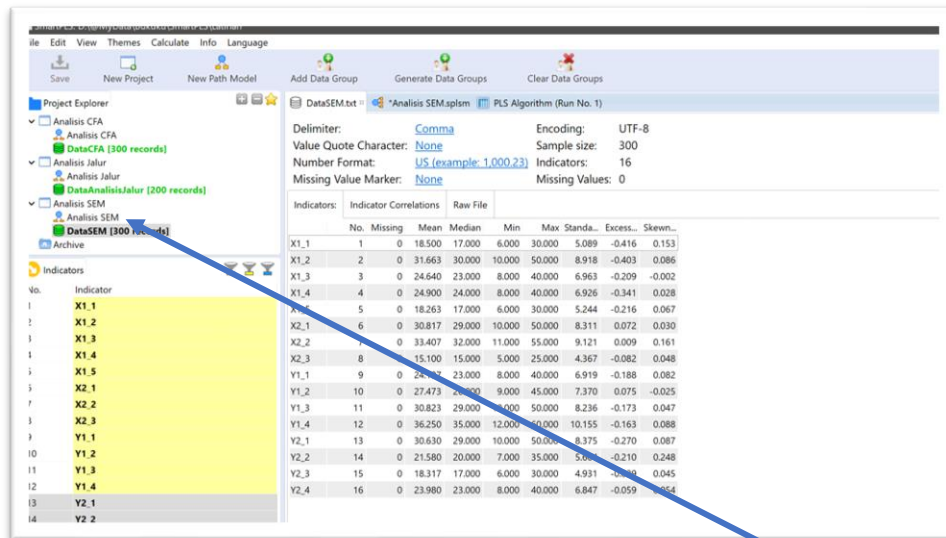 File Edit View Themes Calculate Info Language
Save New Project New Path Model Add Data Group Generate Data Groups Clear Data Groups
Project Explorer
Analisis CFA
Analisis CFA
DataCFA [300 records]
Analisis Jalur
Analisis Jalur
DataAnalisisJalur [200 records]
Analisis SEM
Analisis SEM
DataSEM [300 records]
Archive
Indicators
No. Indicator
X1_1
X1_2
X1_3
X1_4
X1_5
X2_1
X2_2
X2_3
Y1_1
10 Y1_2
11 Y1_3
12 Y1_4
13 Y2_1
14 Y2_2
DataSEM.txt *Analisis SEM.splsm PLS Algorithm (Run No. 1)
Delimiter: Comma Encoding: UTF-8
Value Quote Character: None Sample size: 300
Number Format: US (example: 1,000.23) Indicators: 16
Missing Value Marker: None Missing Values: 0
Indicators: Indicator Correlations Raw File
No. Missing Mean Median Min Max Standa... Excess... Skewn...
X1_1 1 0 18.500 17.000 6.000 30.000 5.089 -0.416 0.153
X1_2 2 0 31.663 30.000 10.000 50.000 8.918 -0.403 0.086
X1_3 3 0 24.640 23.000 8.000 40.000 6.963 -0.209 -0.002
X1_4 4 0 24.900 24.000 8.000 40.000 6.926 -0.341 0.028
5 0 18.263 17.000 6.000 30.000 5.244 -0.216 0.067
X2_1 6 0 30.817 29.000 10.000 50.000 8.311 0.072 0.030
X2_2 0 33.407 32.000 11.000 55.000 9.121 0.009 0.161
X2_3 8 15.100 15.000 5.000 25.000 4.367 -0.082 0.048
Y1_1 9 0 23.000 8.000 40.000 6.919 -0.188 0.082
Y1_2 10 0 27.473 9.000 45.000 7.370 0.075 -0.025
Y1_3 11 0 30.823 29.000 50.000 8.236 -0.173 0.047
Y1_4 12 0 36.250 35.000 12.000 10.155 -0.163 0.088
Y2_1 13 0 30.630 29.000 10.000 50.000 8.375 -0.270 0.087
Y2_2 14 0 21.580 20.000 7.000 35.000 -0.210 0.248
Y2_3 15 0 18.317 17.000 6.000 30.000 4.931 0.045
Y2_4 16 0 23.980 23.000 8.000 40.000 6.847 -0.059